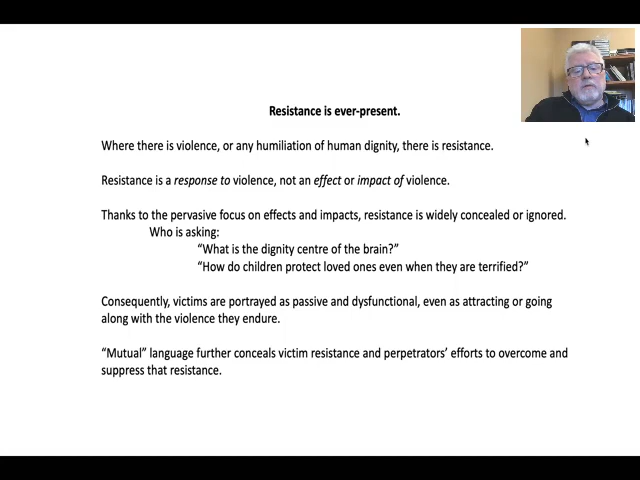 Resistance is ever-present.
Where there is violence, or any humiliation of human dignity, there is resistance.
Resistance is a response to violence, not an effect or impact of violence.
Thanks to the pervasive focus on effects and impacts, resistance is widely concealed or ignored.
Who is asking:
“What is the dignity centre of the brain?”
“How do children protect loved ones even when they are terrified?”
Consequently, victims are portrayed as passive and dysfunctional, even as attracting or going
along with the violence they endure.
“Mutual” language further conceals victim resistance and perpetrators’ efforts to overcome and
suppress that resistance.